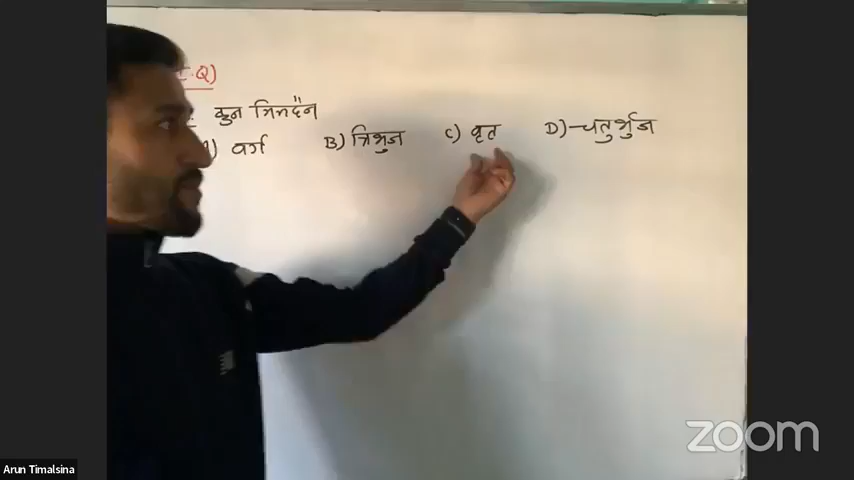 Q)
कुन मिल्दैन
A) वर्ग B) त्रिभुज C) वृत D) चतुर्भुज
zoom
Arun Timalsina